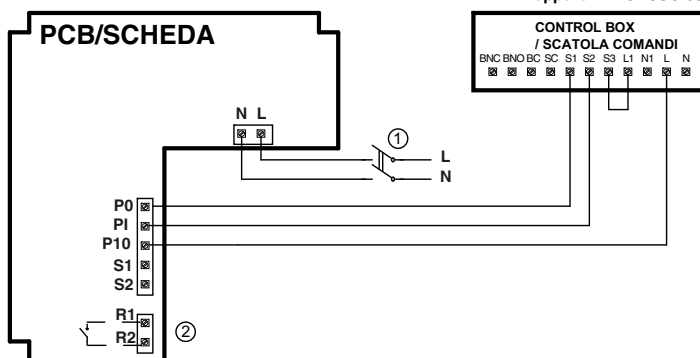 PCB/SCHEDA
CONTROL BOX
/ SCATOLA COMANDI
BNC BNO BC SC S1 S2 S3 L1 N1 L N
N L
1
L
N
P0
PI
P10
S1
S2
R1
R2
2